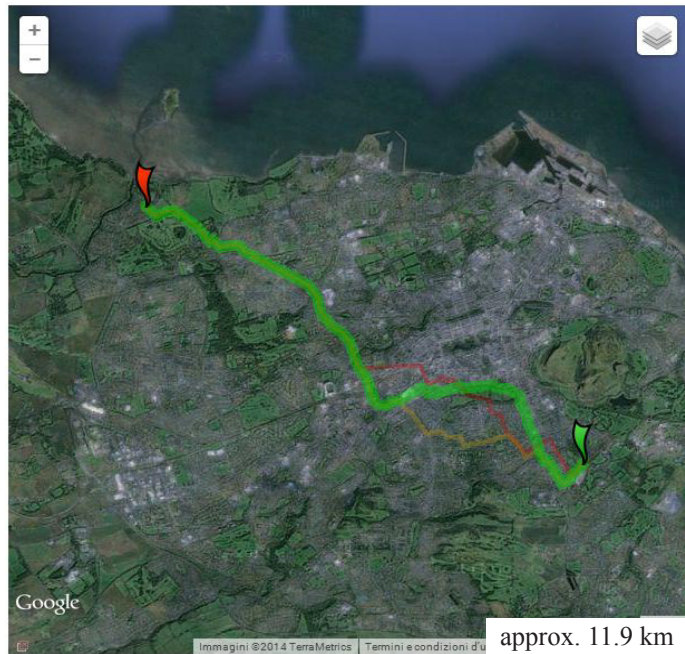 +
−
Google
Immagini ©2014 TerraMetrics
Termini e condizioni d'u
approx. 11.9 km